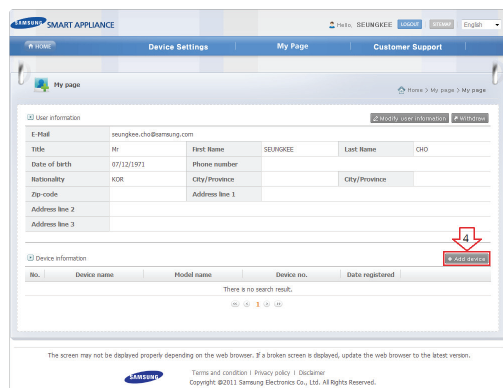 SAMSUNG SMART APPLIANCE
Hello, SEUNGKEE LOGOUT SITEMAP English
HOME Device Settings My Page Customer Support
My page
Home > My page > My page
User information
Modify user information Withdraw
E-Mail seungkee.cho@samsung.com
Title Mr First Name SEUNGKEE Last Name CHO
Date of birth 07/12/1971 Phone number
Nationality KOR City/Province City/Province
Zip-code Address line 1
Address line 2
Address line 3
4
Device information
Add device
No. Device name Model name Device no. Date registered
There is no search result.
1
The screen may not be displayed properly depending on the web browser. If a broken screen is displayed, update the web browser to the latest version.
SAMSUNG
Terms and condition | Privacy policy | Disclaimer
Copyright @2011 Samsung Electronics Co., Ltd. All Rights Reserved.